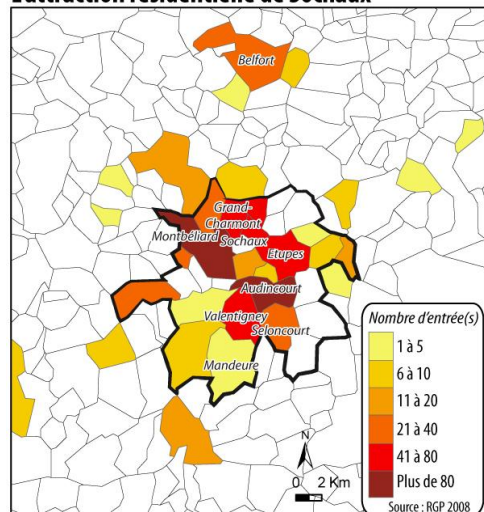 L'attraction résidentielle de Sochaux
Belfort
Grand-
Charmont
Montbéliard
Sochaux
Etupes
Audincourt
Valentigney
Seloncourt
Mandeure
Nombre d'entrée(s)
1 à 5
6 à 10
11 à 20
21 à 40
41 à 80
Plus de 80
N
0 2 Km
Source : RGP 2008